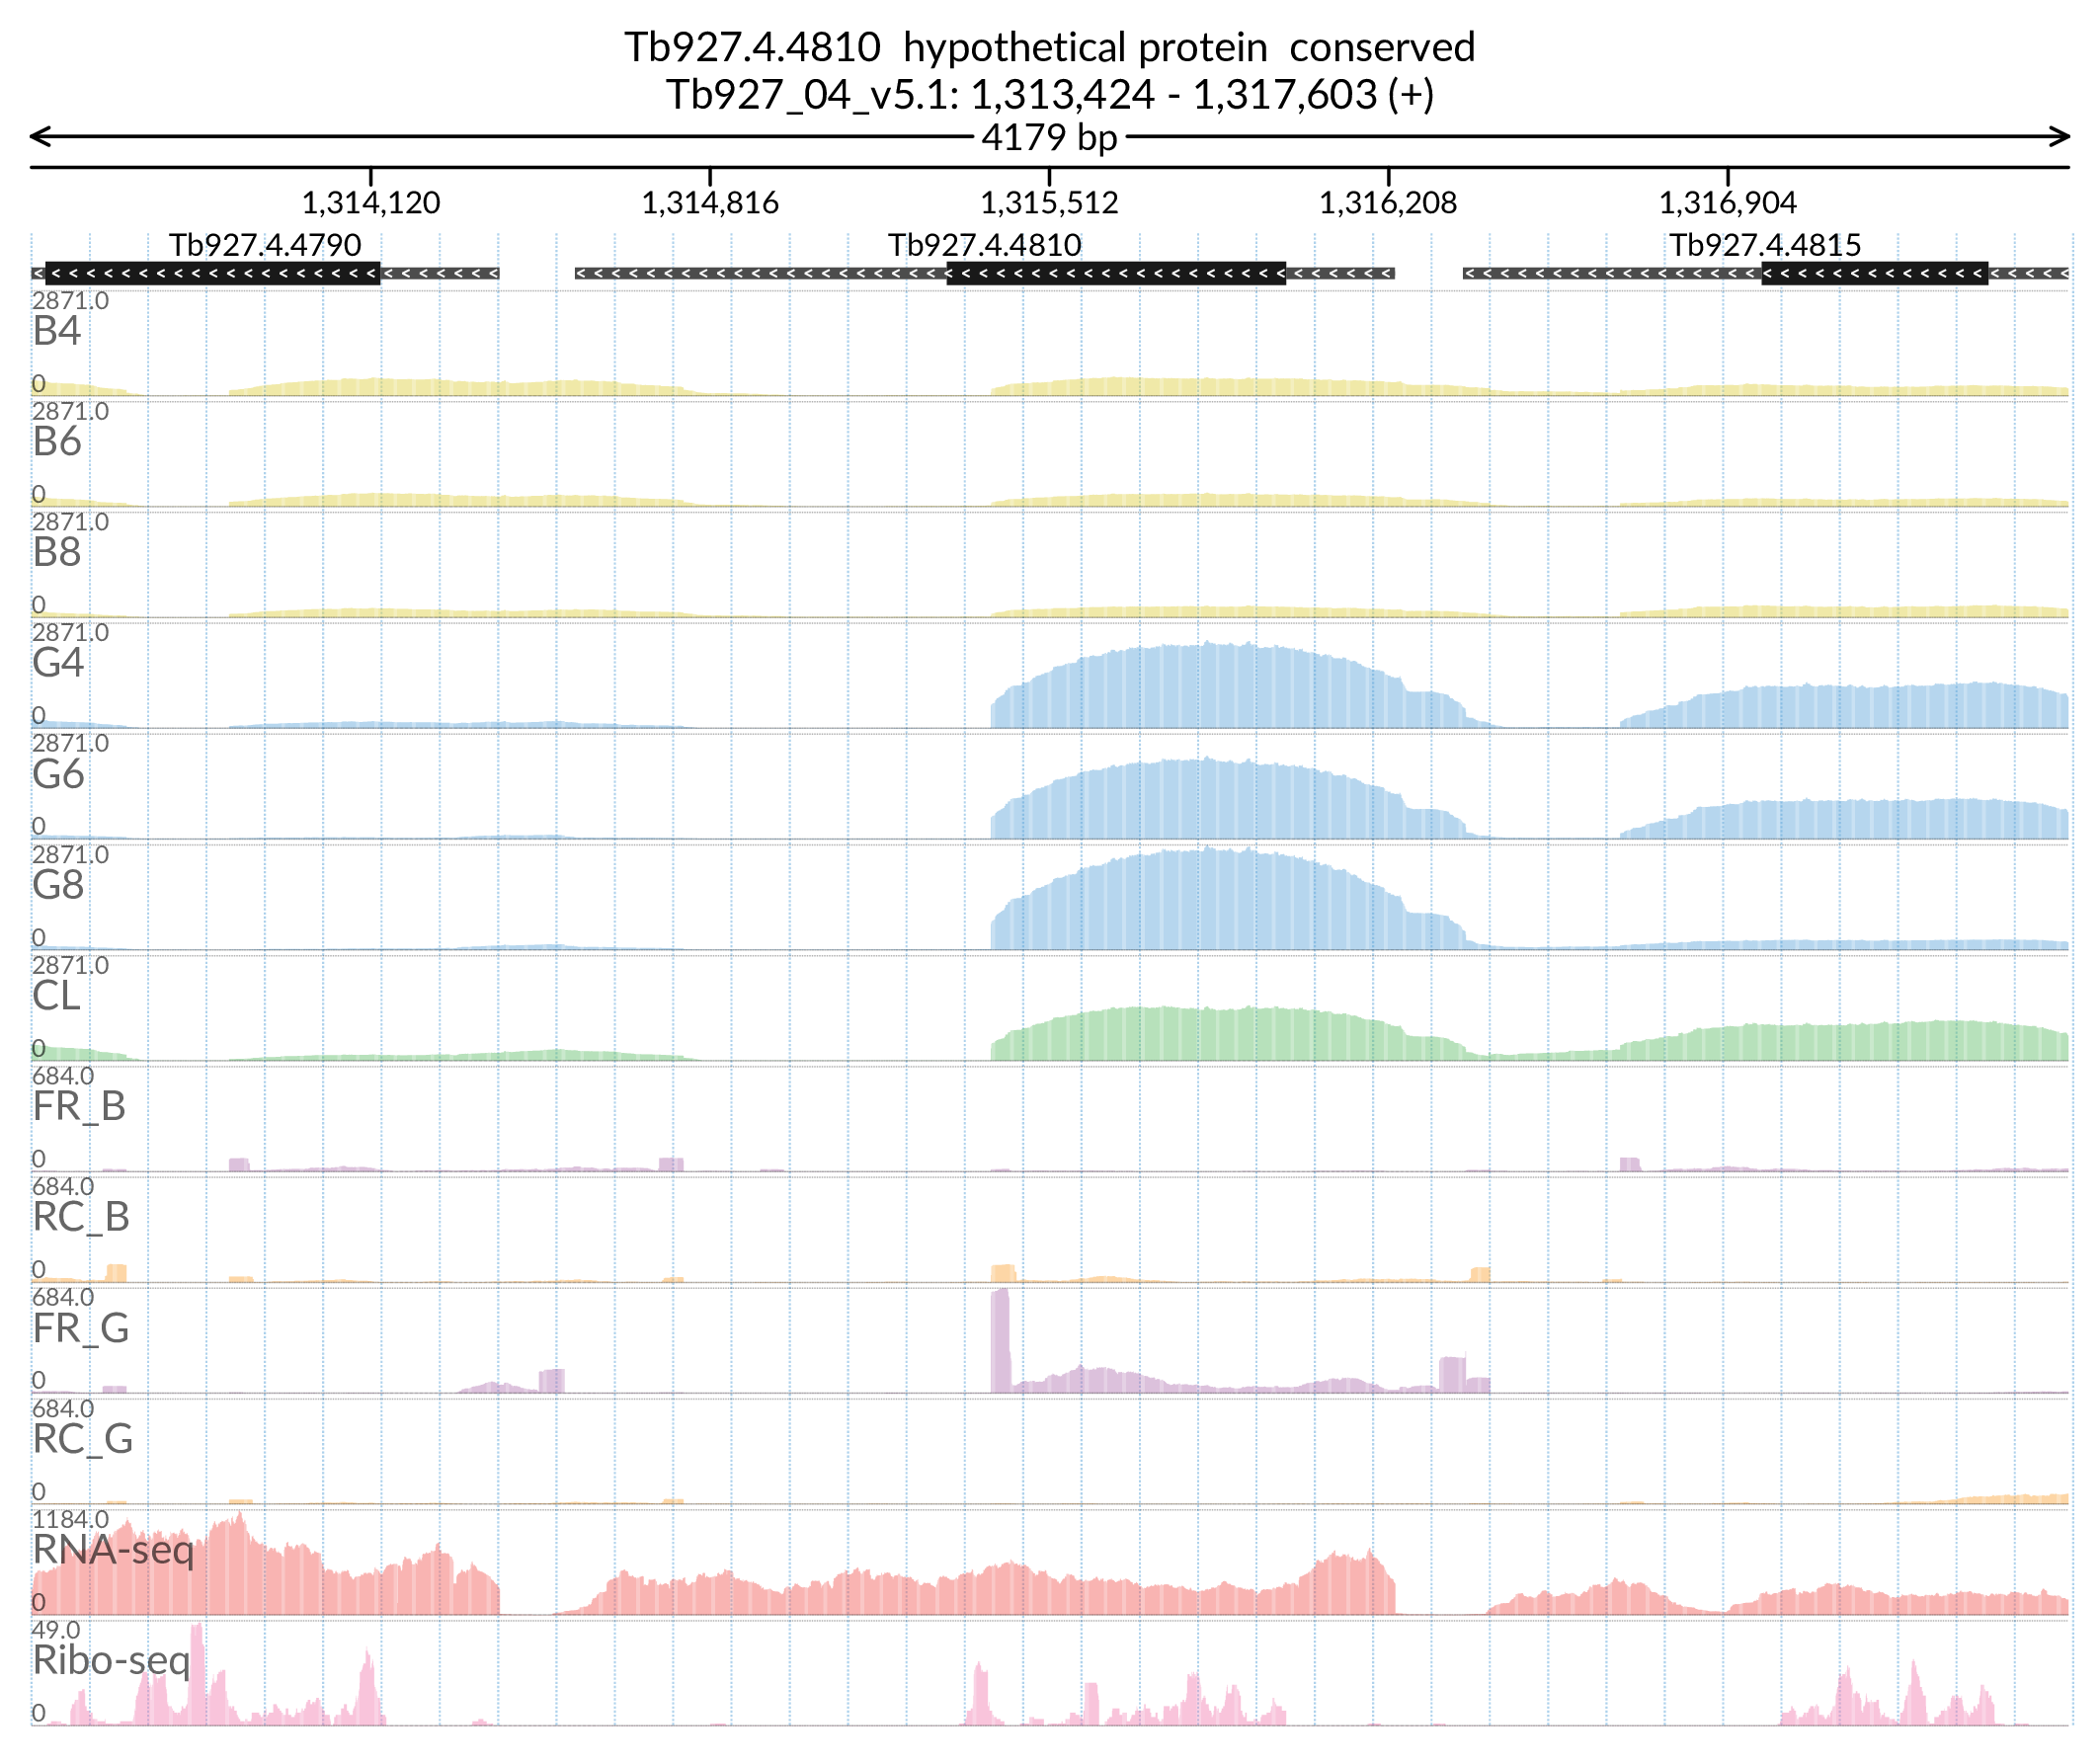 Tb927.4.4810  hypothetical protein  conserved
Tb927_04_v5.1: 1,313,424 - 1,317,603 (+)
4179 bp
1,314,120 1,314,816 1,315,512 1,316,208 1,316,904
Tb927.4.4790 Tb927.4.4810 Tb927.4.4815
2871.0
B4
0
2871.0
B6
0
2871.0
B8
0
2871.0
G4
0
2871.0
G6
0
2871.0
G8
0
2871.0
CL
0
684.0
FR_B
0
684.0
RC_B
0
684.0
FR_G
0
684.0
RC_G
0
1184.0
RNA-seq
0
49.0
Ribo-seq
0